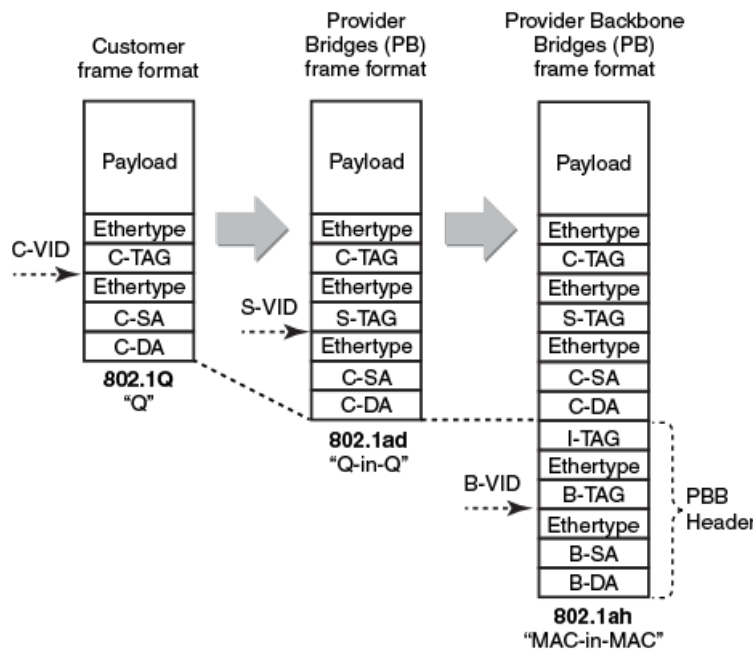 Customer
frame format
Provider
Bridges (PB)
frame format
Provider Backbone
Bridges (PB)
frame format
Payload
Ethertype
C-TAG
Ethertype
C-SA
C-DA
C-VID
802.1Q
“Q”
Payload
Ethertype
C-TAG
Ethertype
S-TAG
Ethertype
C-SA
C-DA
S-VID
802.1ad
“Q-in-Q”
Payload
Ethertype
C-TAG
Ethertype
S-TAG
Ethertype
C-SA
C-DA
I-TAG
Ethertype
B-TAG
Ethertype
B-SA
B-DA
B-VID
PBB
Header
802.1ah
“MAC-in-MAC”